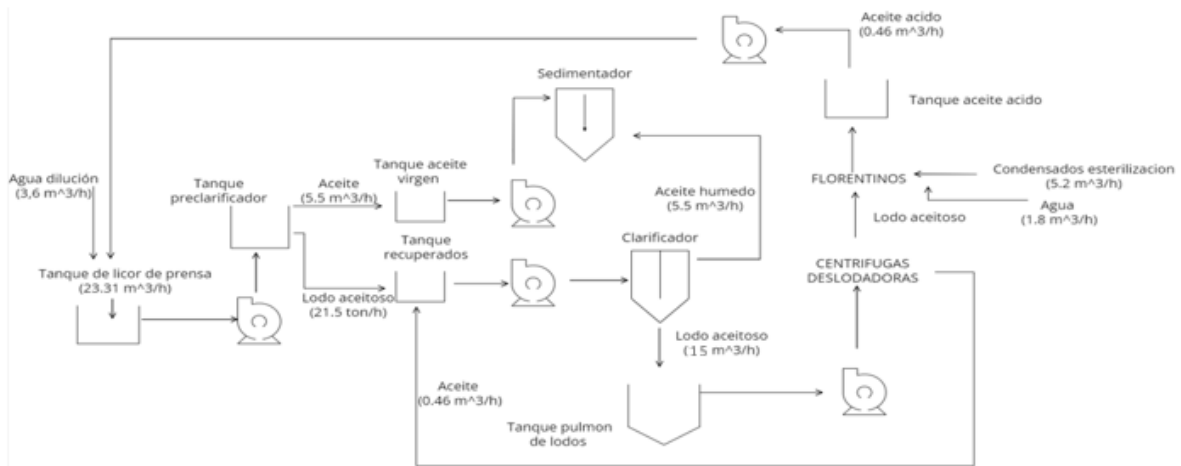 Aceite acido
(0.46 m^3/h)
Sedimentador
Tanque aceite acido
Agua dilución
(3,6 m^3/h)
Tanque
preclarificador
Aceite
(5.5 m^3/h)
Tanque aceite
virgen
Aceite humedo
(5.5 m^3/h)
FLORENTINOS
Condensados esterilizacion
(5.2 m^3/h)
Agua
(1.8 m^3/h)
Lodo aceitoso
Tanque
recuperados
Clarificador
CENTRIFUGAS
DESLODADORAS
Tanque de licor de prensa
(23.31 m^3/h)
Lodo aceitoso
(21.5 ton/h)
C
C
C
C
C
Lodo aceitoso
(15 m^3/h)
Aceite
(0.46 m^3/h)
Tanque pulmon
de lodos